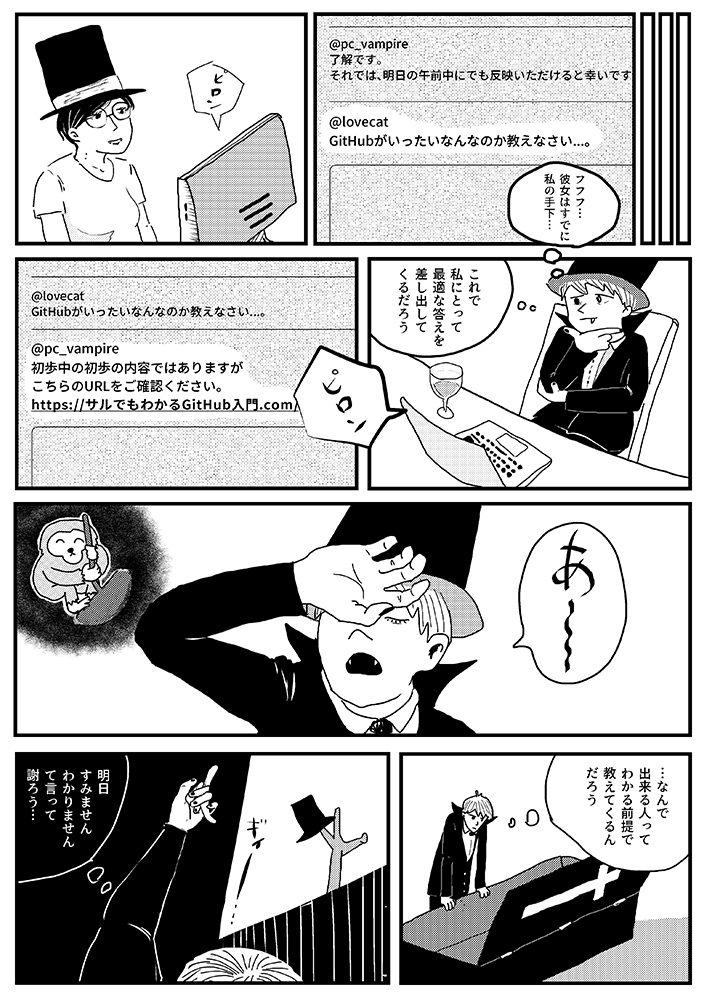 @pc_vampire
了解です。
それでは、明日の午前中にでも反映いただけると幸いです
@lovecat
GitHubがいったいなんなのか教えなさい...。
フフフ…
彼女はすでに
私の手下…
ピロン
これで
私にとって
最適な答えを
差し出して
くるだろう
ピロン
@lovecat
GitHubがいったいなんなのか教えなさい...。
@pc_vampire
初歩中の初歩の内容ではありますが
こちらのURLをご確認ください。
https://サルでもわかるGitHub入門.com/
あ〜〜
…なんで
出来る人って
わかる前提で
教えてくるん
だろう
ギィ…
明日
すみません
わかりません
て言って
謝ろう…